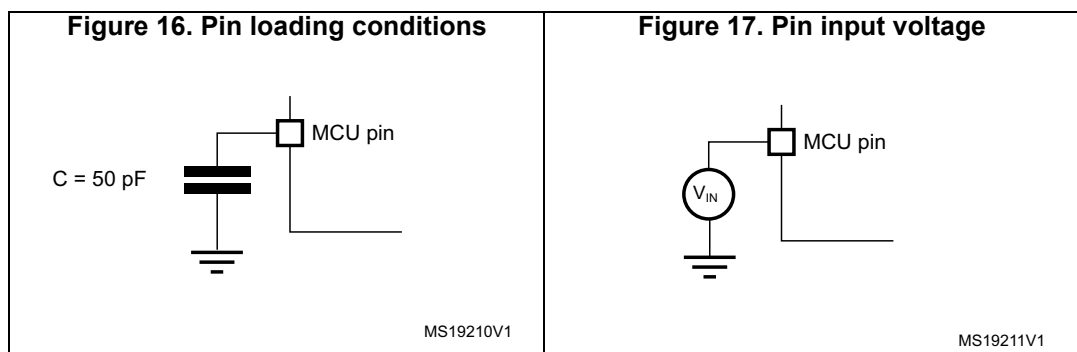 Figure 16. Pin loading conditions
MCU pin
C = 50 pF
MS19210V1
Figure 17. Pin input voltage
MCU pin
VIN
MS19211V1